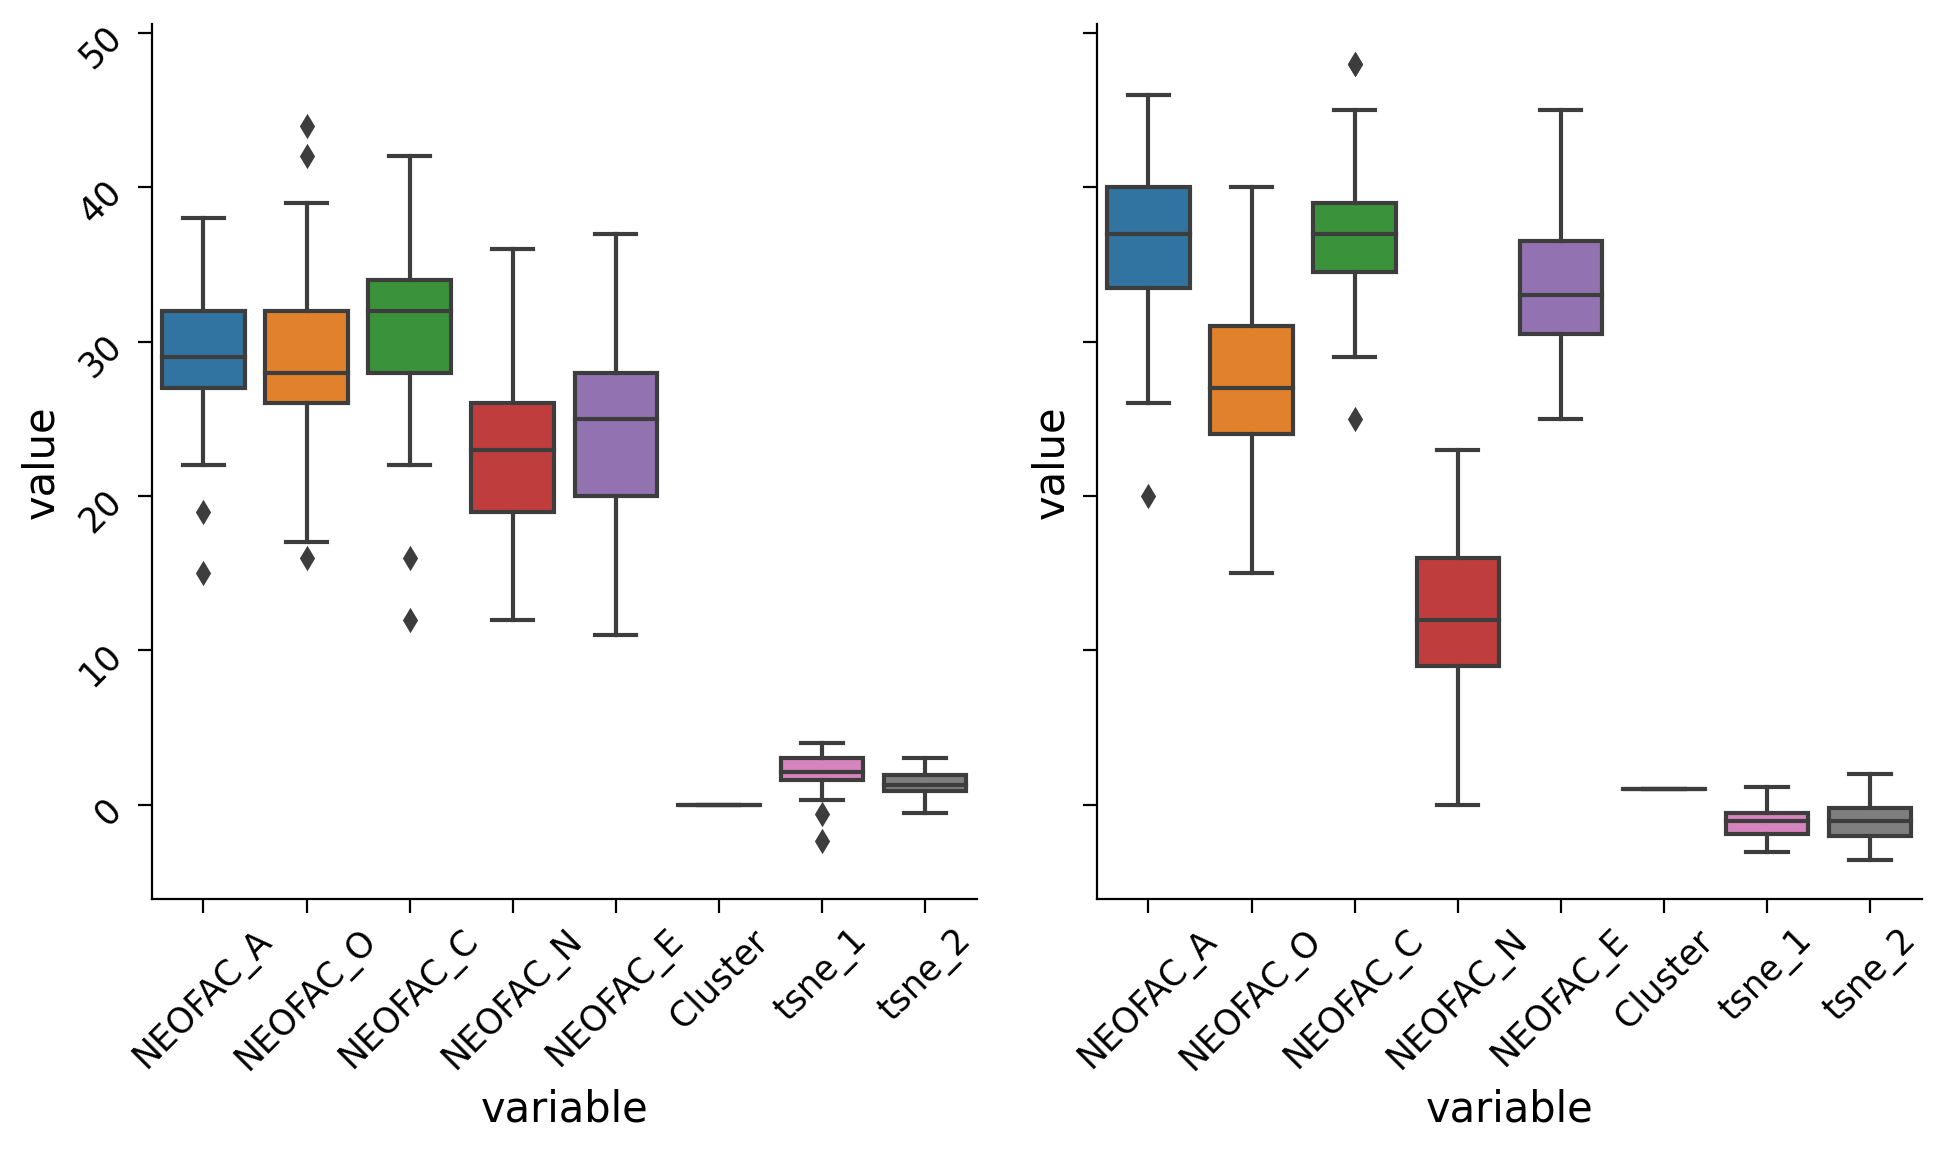 value
50
40
30
20
10
0
NEOFAC_A
NEOFAC_O
NEOFAC_C
NEOFAC_N
NEOFAC_E
Cluster
tsne_1
tsne_2
variable
value
NEOFAC_A
NEOFAC_O
NEOFAC_C
NEOFAC_N
NEOFAC_E
Cluster
tsne_1
tsne_2
variable